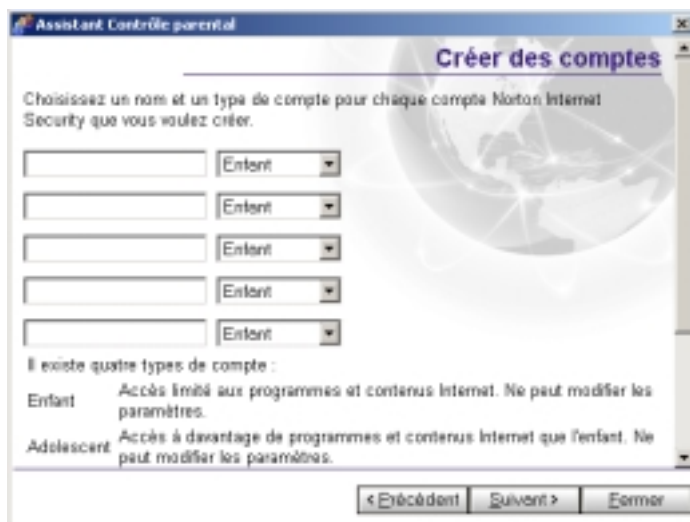 Assistant Contrôle parental
Créer des comptes
Choisissez un nom et un type de compte pour chaque compte Norton Internet
Security que vous voulez créer.
Enfant
Enfant
Enfant
Enfant
Enfant
Il existe quatre types de compte :
Enfant Accès limité aux programmes et contenus Internet. Ne peut modifier les
paramètres.
Adolescent Accès à davantage de programmes et contenus Internet que l'enfant. Ne
peut modifier les paramètres.
< Précédent Suivant > Fermer